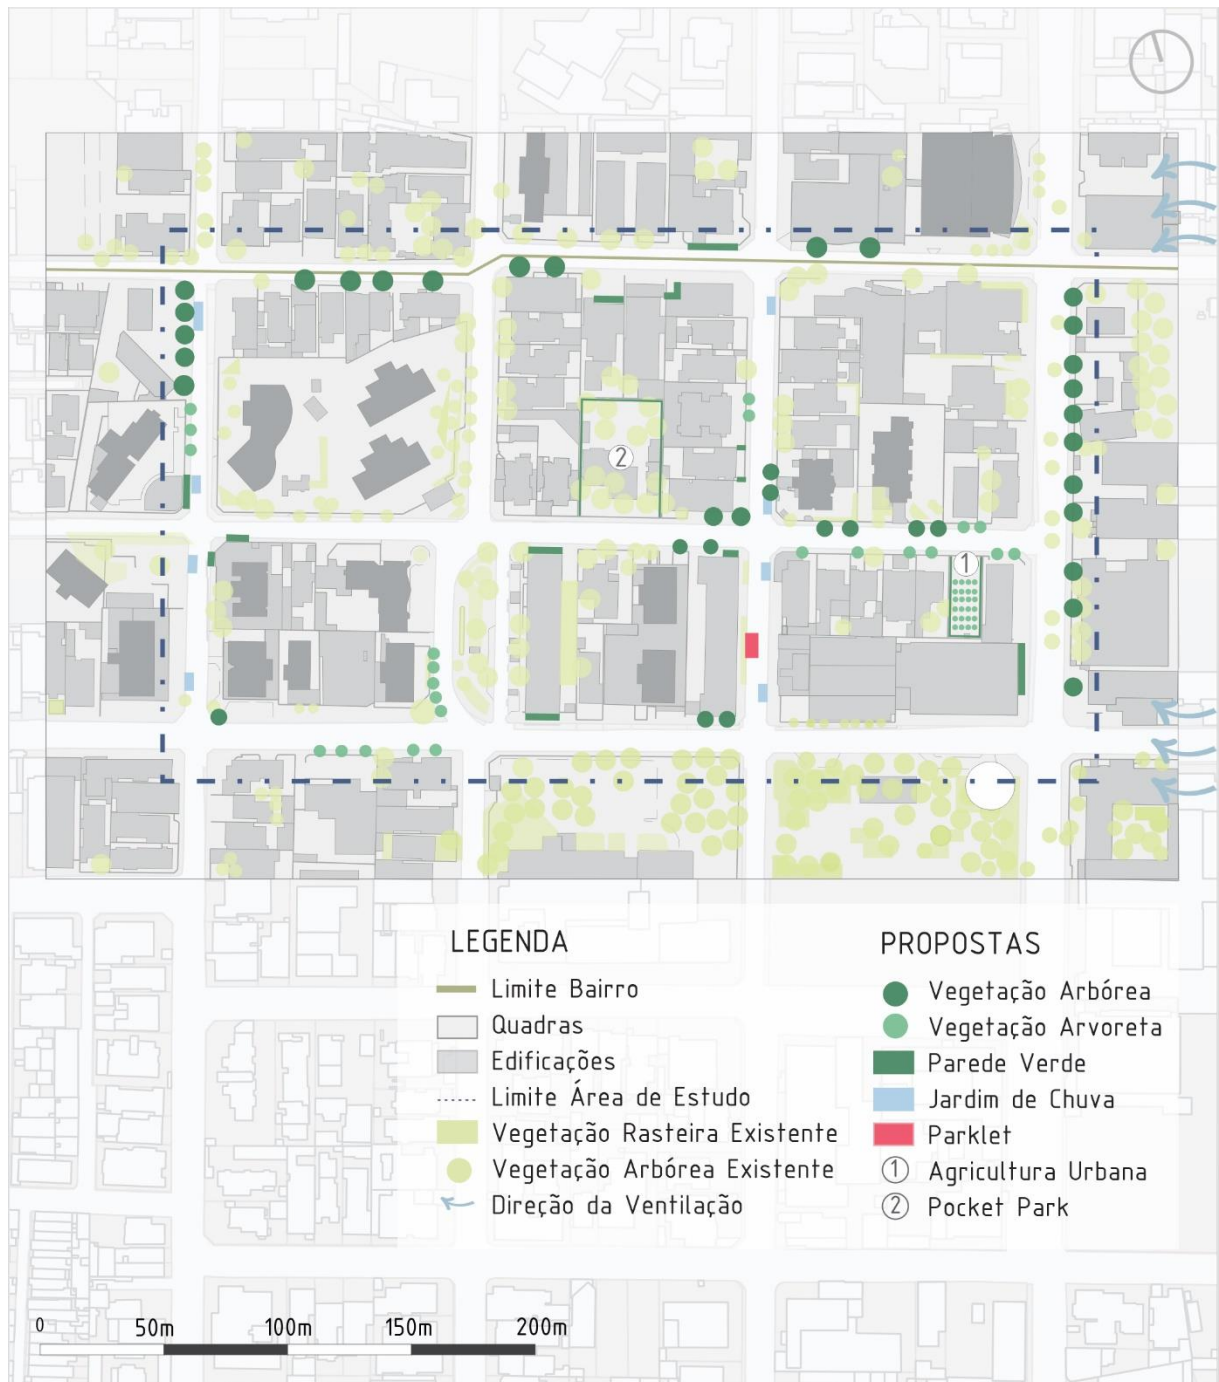 2
1
LEGENDA
Limite Bairro
Quadras
Edificações
Limite Área de Estudo
Vegetação Rasteira Existente
Vegetação Arbórea Existente
Direção da Ventilação
PROPOSTAS
Vegetação Arbórea
Vegetação Arvoreta
Parede Verde
Jardim de Chuva
Parklet
1 Agricultura Urbana
2 Pocket Park
0 50m 100m 150m 200m